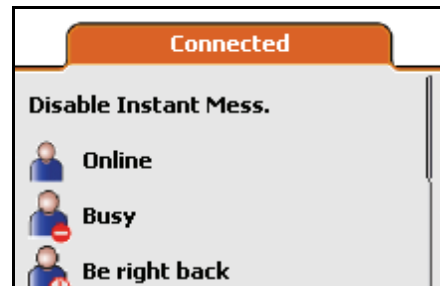 Connected
Disable Instant Mess.
Online
Busy
Be right back